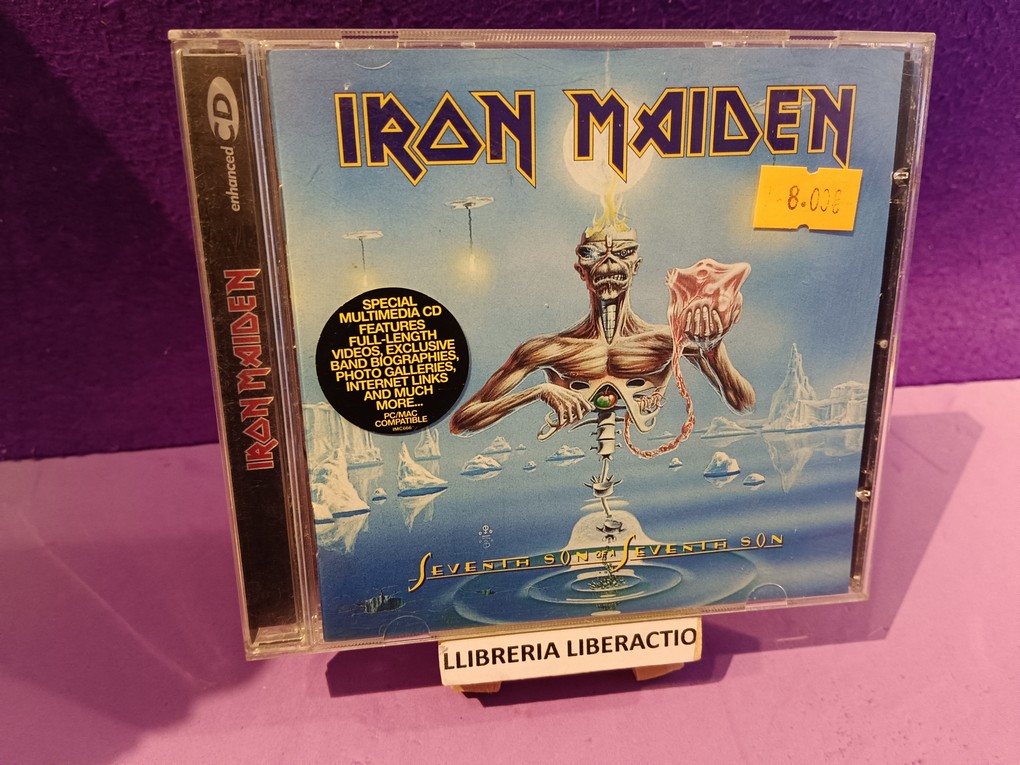 enhanced CD
IRON MAIDEN
IRON MAIDEN
8.00€
SPECIAL
MULTIMEDIA CD
FEATURES
FULL-LENGTH
VIDEOS, EXCLUSIVE
BAND BIOGRAPHIES,
PHOTO GALLERIES,
INTERNET LINKS
AND MUCH
MORE...
PC/MAC
COMPATIBLE
IMC666
SEVENTH SON OF A SEVENTH SON
LLIBRERIA LIBERACTIO